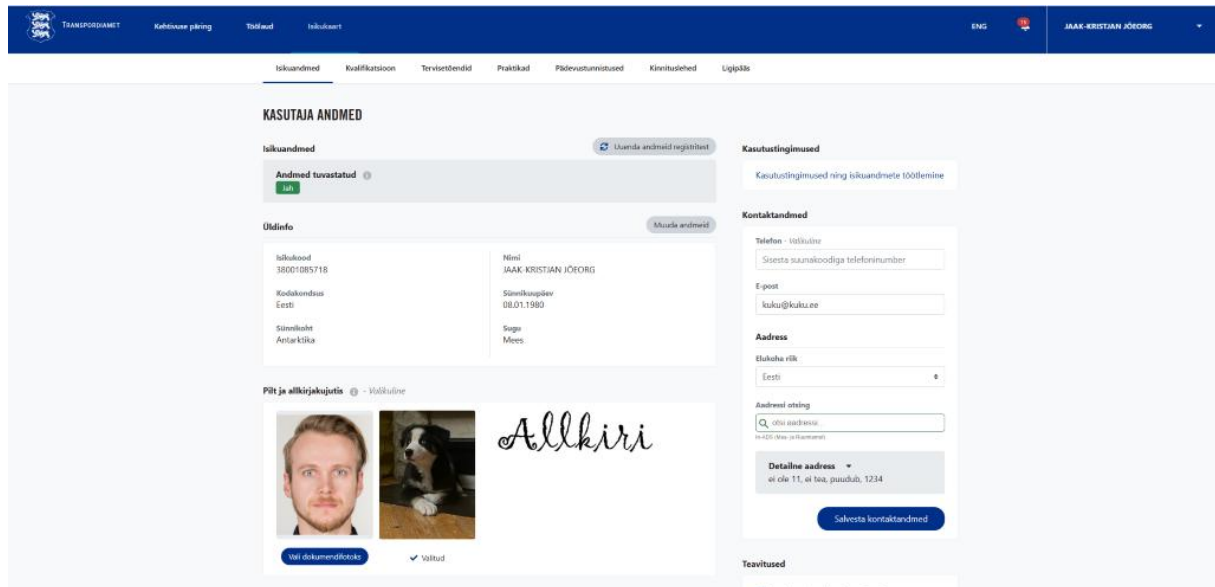 TRANSPORDIAMET
Kehtivuse päring
Töölaud
Isikukaart
ENG
JAAK-KRISTJAN JÕEORG
Isikuandmed
Kvalifikatsioon
Tervisetõendid
Praktikad
Pädevustunnistused
Kinnituslehed
Ligipääs
KASUTAJA ANDMED
Isikuandmed
Uuenda andmeid registritest
Andmed tuvastatud
Jah
Üldinfo
Muuda andmeid
Isikukood
38001085718
Nimi
JAAK-KRISTJAN JÕEORG
Kodakondsus
Eesti
Sünnikuupäev
08.01.1980
Sünnikoht
Antarktika
Sugu
Mees
Pilt ja allkirjakujutis - Valikuline
Allkiri
Vali dokumendifotoks
Valitud
Kasutustingimused
Kasutustingimused ning isikuandmete töötlemine
Kontaktandmed
Telefon - Valikuline
Sisesta suunakoodiga telefoninumber
E-post
kuku@kuku.ee
Aadress
Elukoha riik
Eesti
Aadressi otsing
otsi aadressi
Detailne aadress
ei ole 11, ei tea, puudub, 1234
Salvesta kontaktandmed
Teavitused